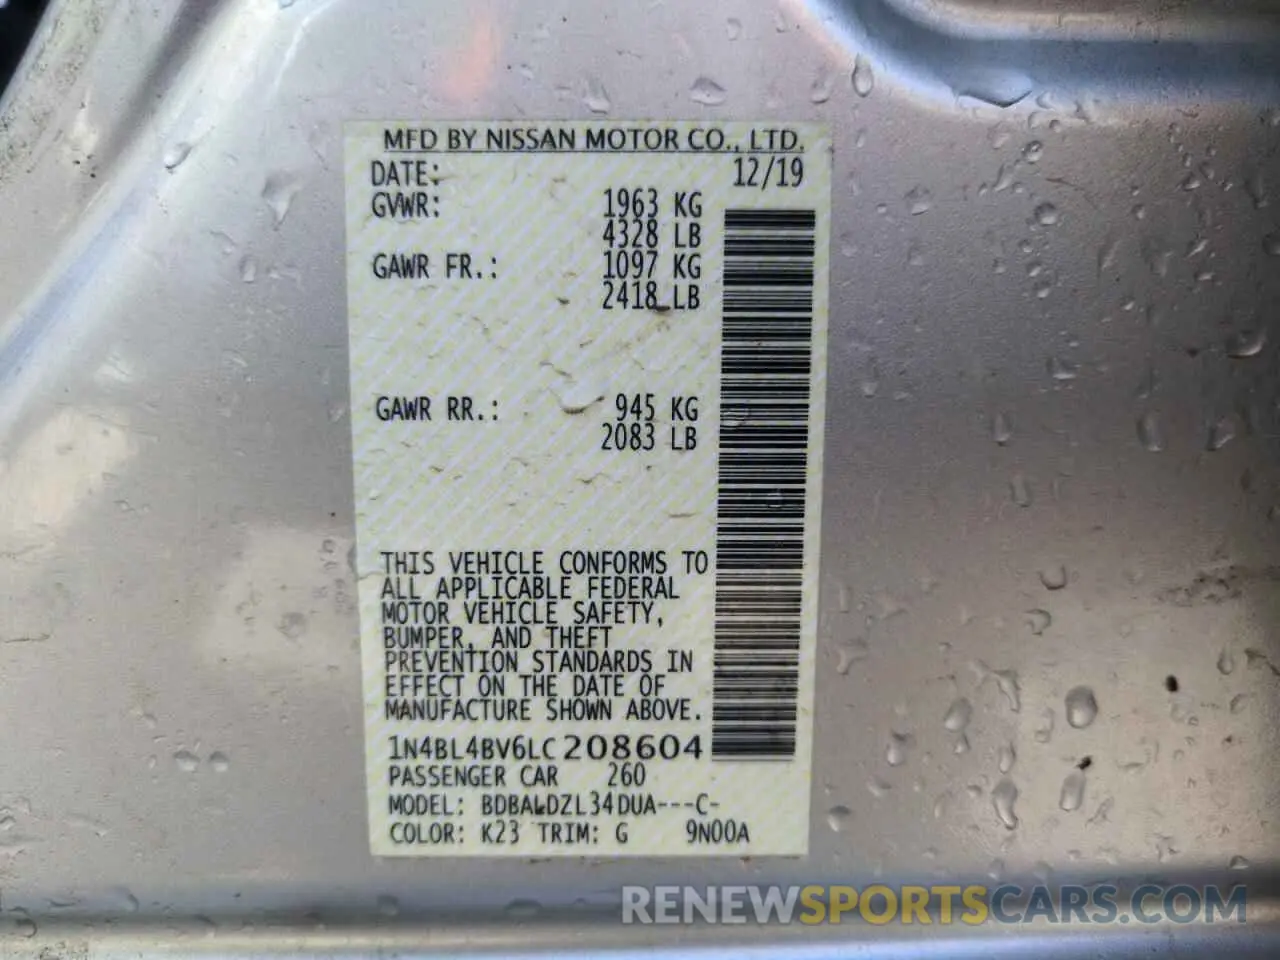 MFD BY NISSAN MOTOR CO., LTD.
DATE: 12/19
GVWR: 1963 KG
4328 LB
GAWR FR.: 1097 KG
2418 LB
GAWR RR.: 945 KG
2083 LB
THIS VEHICLE CONFORMS TO
ALL APPLICABLE FEDERAL
MOTOR VEHICLE SAFETY,
BUMPER, AND THEFT
PREVENTION STANDARDS IN
EFFECT ON THE DATE OF
MANUFACTURE SHOWN ABOVE.
1N4BL4BV6LC208604
PASSENGER CAR 260
MODEL: BDBALDZL34DUA---C-
COLOR: K23 TRIM: G 9N00A
RENEWSPORTSCARS.COM